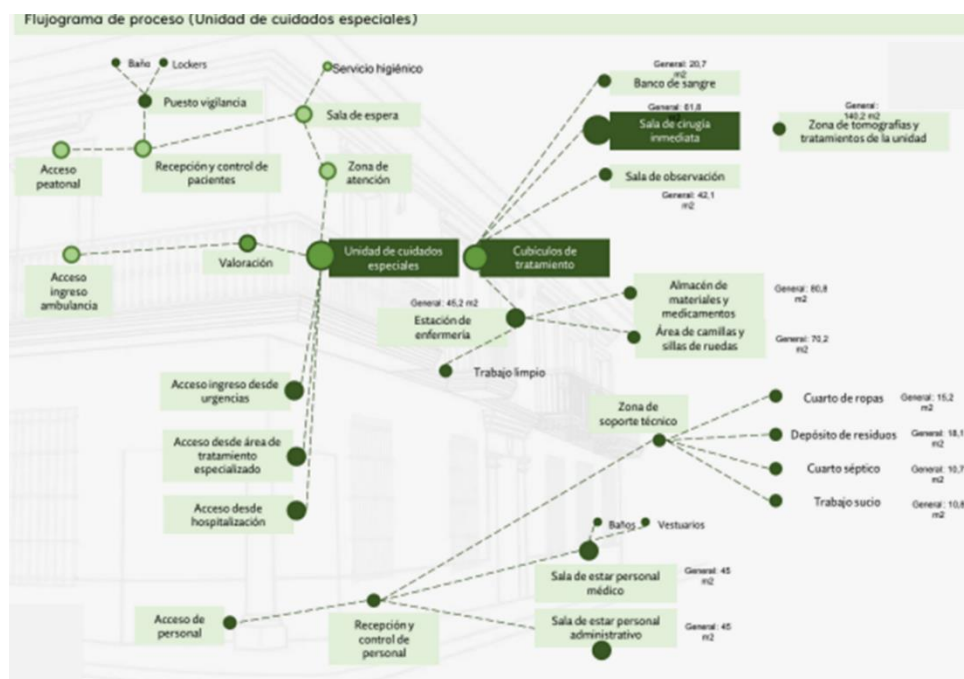 Flujograma de proceso (Unidad de cuidados especiales)
Baño
Lockers
Servicio higiénico
Puesto vigilancia
Sala de espera
Acceso
peatonal
Recepción y control de
pacientes
Zona de
atención
General: 20,7
m2
Banco de sangre
General: 61,8
m2
Sala de cirugía
inmediata
General:
140,2 m2
Zona de tomografías y
tratamientos de la unidad
Sala de observación
General: 42,1
m2
Acceso
ingreso
ambulancia
Valoración
Unidad de cuidados
especiales
Cubículos de
tratamiento
General: 45,2 m2
Estación de
enfermería
Almacén de
materiales y
medicamentos
General: 80,8
m2
Área de camillas y
sillas de ruedas
General: 70,2
m2
Trabajo limpio
Acceso ingreso desde
urgencias
Acceso desde área de
tratamiento
especializado
Acceso desde
hospitalización
Zona de
soporte técnico
Cuarto de ropas
General: 15,2
m2
Depósito de residuos
General: 18,1
m2
Cuarto séptico
General: 10,7
m2
Trabajo sucio
General: 10,8
m2
Baños
Vestuarios
Sala de estar personal
médico
General: 45
m2
Acceso de
personal
Recepción y
control de
personal
Sala de estar personal
administrativo
General: 45
m2